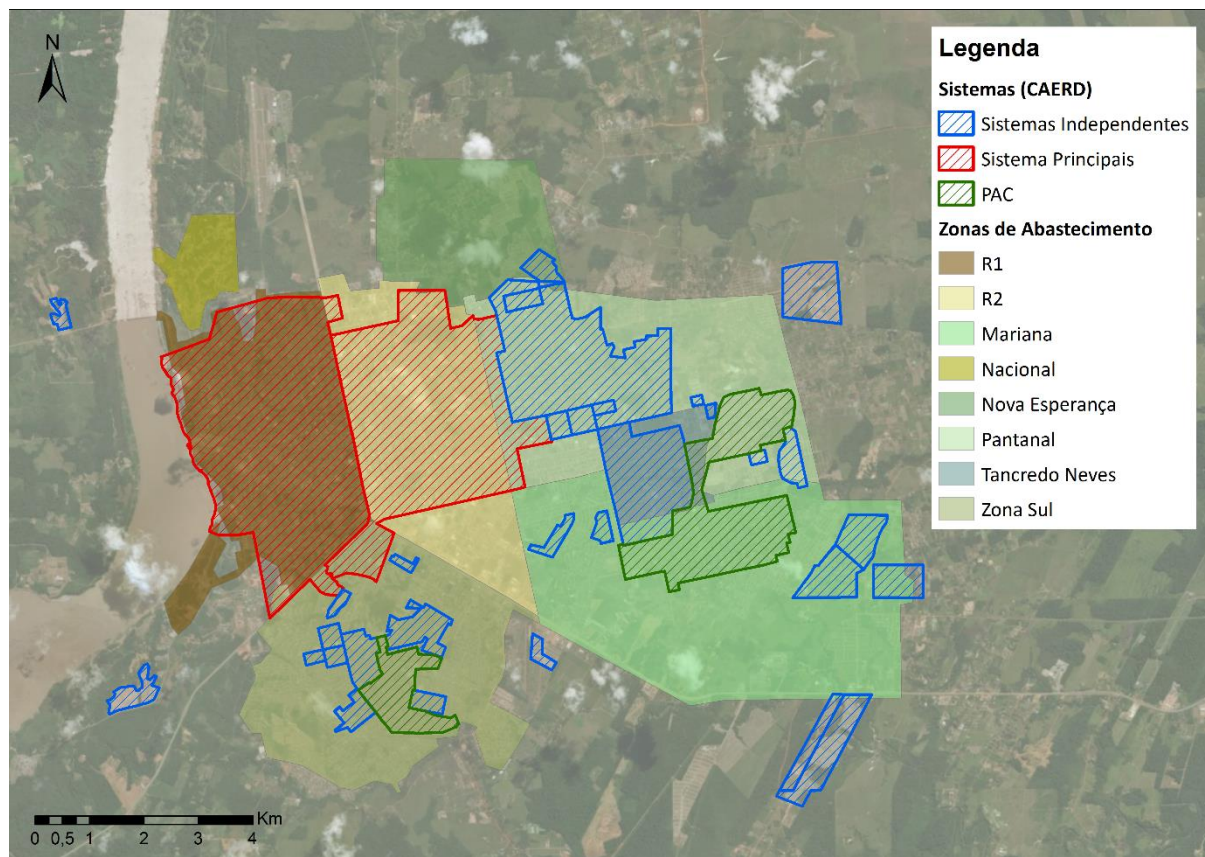 N
Legenda
Sistemas (CAERD)
Sistemas Independentes
Sistema Principais
PAC
Zonas de Abastecimento
R1
R2
Mariana
Nacional
Nova Esperança
Pantanal
Tancredo Neves
Zona Sul
Km
0 0,5 1 2 3 4